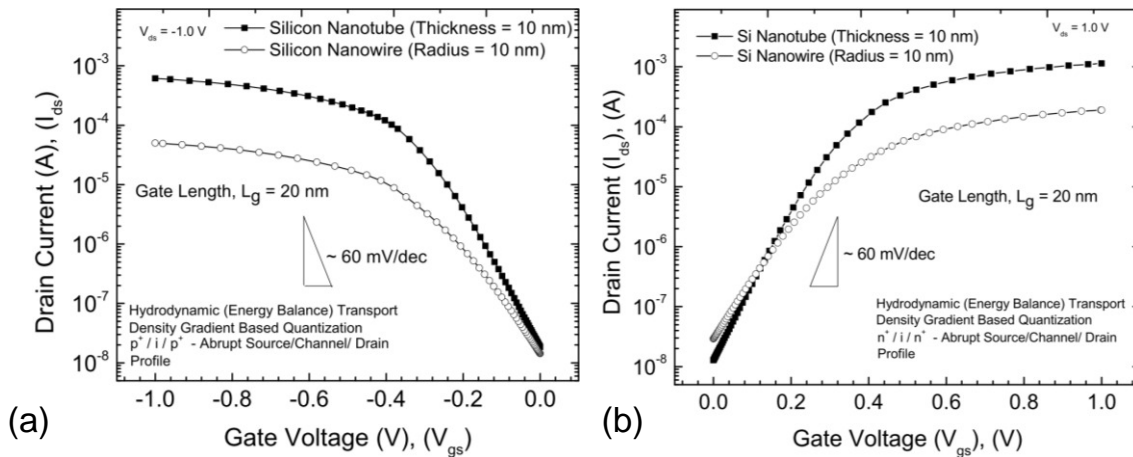 V_ds = -1.0 V
Silicon Nanotube (Thickness = 10 nm)
Silicon Nanowire (Radius = 10 nm)
Drain Current (A), (I_ds)
10^-3
10^-4
10^-5
10^-6
10^-7
10^-8
Gate Length, L_g = 20 nm
~ 60 mV/dec
Hydrodynamic (Energy Balance) Transport
Density Gradient Based Quantization
p^+ / i / p^+ - Abrupt Source/Channel/ Drain
Profile
-1.0 -0.8 -0.6 -0.4 -0.2 0.0
Gate Voltage (V), (V_gs)
(a)
Si Nanotube (Thickness = 10 nm)
V_ds = 1.0 V
Si Nanowire (Radius = 10 nm)
Drain Current (I_ds), (A)
10^-3
10^-4
10^-5
10^-6
10^-7
10^-8
Gate Length, L_g = 20 nm
~ 60 mV/dec
Hydrodynamic (Energy Balance) Transport
Density Gradient Based Quantization
n^+ / i / n^+ - Abrupt Source/Channel/ Drain
Profile
0.0 0.2 0.4 0.6 0.8 1.0
Gate Voltage (V_gs), (V)
(b)